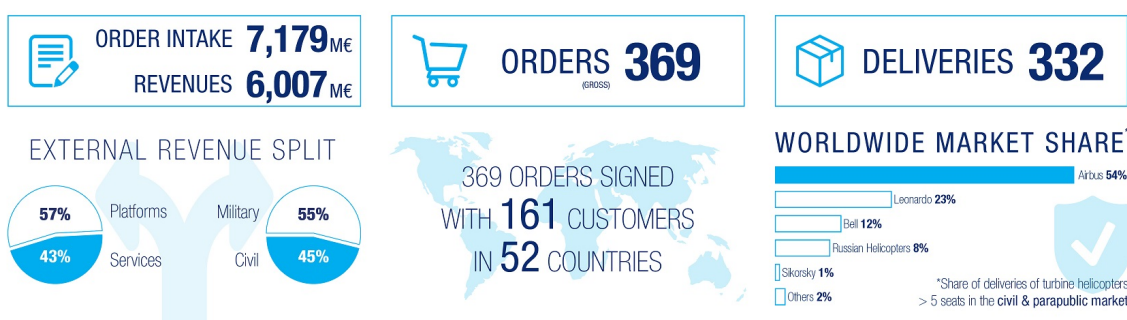 ORDER INTAKE 7,179 M€
REVENUES 6,007 M€
ORDERS 369
(GROSS)
DELIVERIES 332
EXTERNAL REVENUE SPLIT
57% Platforms
43% Services
Military 55%
Civil 45%
369 ORDERS SIGNED
WITH 161 CUSTOMERS
IN 52 COUNTRIES
WORLDWIDE MARKET SHARE*
Airbus 54%
Leonardo 23%
Bell 12%
Russian Helicopters 8%
Sikorsky 1%
Others 2%
*Share of deliveries of turbine helicopters
> 5 seats in the civil & parapublic market